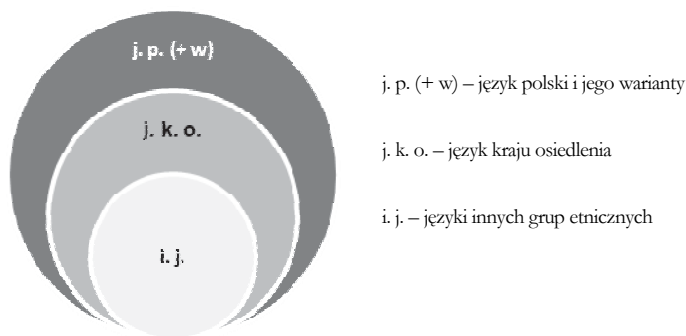 j. p. (+ w)
j. k. o.
i. j.
j. p. (+ w) – język polski i jego warianty
j. k. o. – język kraju osiedlenia
i. j. – języki innych grup etnicznych